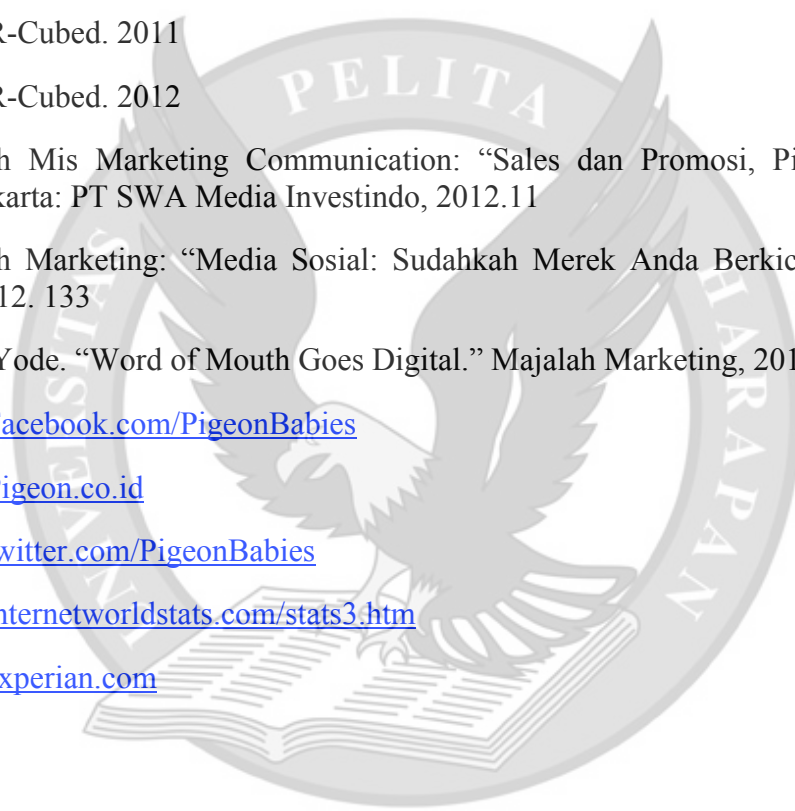 R-Cubed. 2011
R-Cubed. 2012
h Mis Marketing Communication: “Sales dan Promosi, Pi
karta: PT SWA Media Investindo, 2012.11
h Marketing: “Media Sosial: Sudahkah Merek Anda Berkic
12. 133
Yode. “Word of Mouth Goes Digital.” Majalah Marketing, 201
facebook.com/PigeonBabies
igeon.co.id
witter.com/PigeonBabies
nternetworldstats.com/stats3.htm
xperian.com
PELITA
HARAPAN
NIVERSITAS